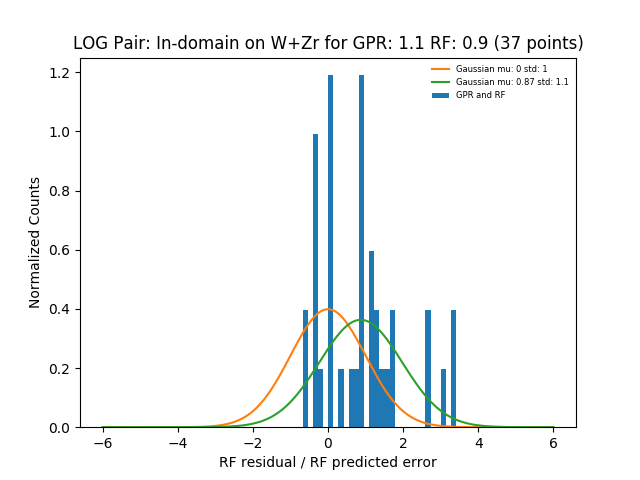 LOG Pair: In-domain on W+Zr for GPR: 1.1 RF: 0.9 (37 points)
Gaussian mu: 0 std: 1
Gaussian mu: 0.87 std: 1.1
GPR and RF
Normalized Counts
1.2
1.0
0.8
0.6
0.4
0.2
0.0
−6 −4 −2 0 2 4 6
RF residual / RF predicted error